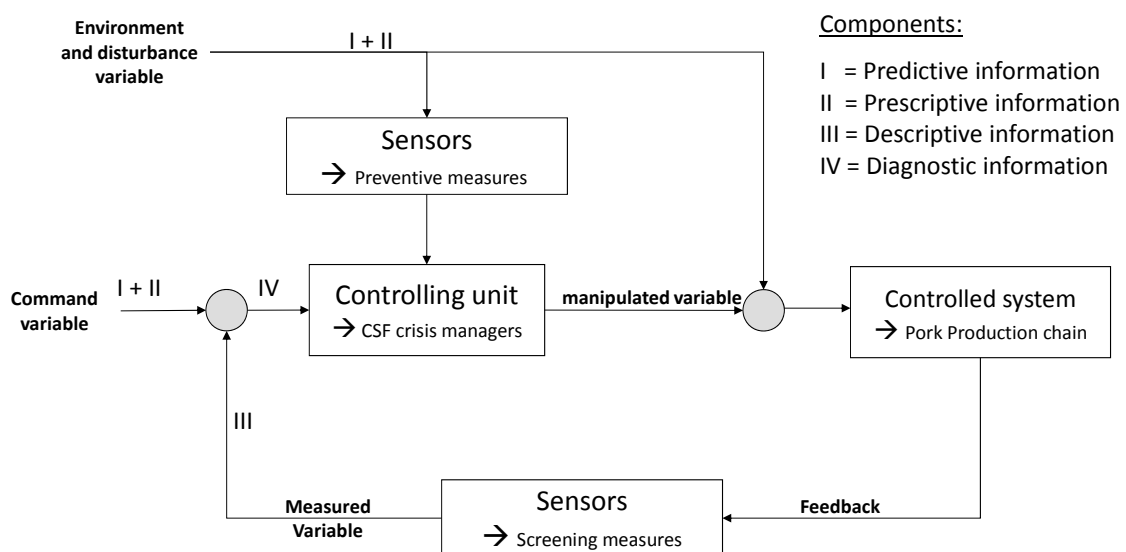 Environment
and disturbance
variable
I + II
Components:
I = Predictive information
II = Prescriptive information
III = Descriptive information
IV = Diagnostic information
Sensors
→ Preventive measures
Command
variable
I + II
IV
Controlling unit
→ CSF crisis managers
manipulated variable
Controlled system
→ Pork Production chain
III
Measured
Variable
Sensors
→ Screening measures
Feedback